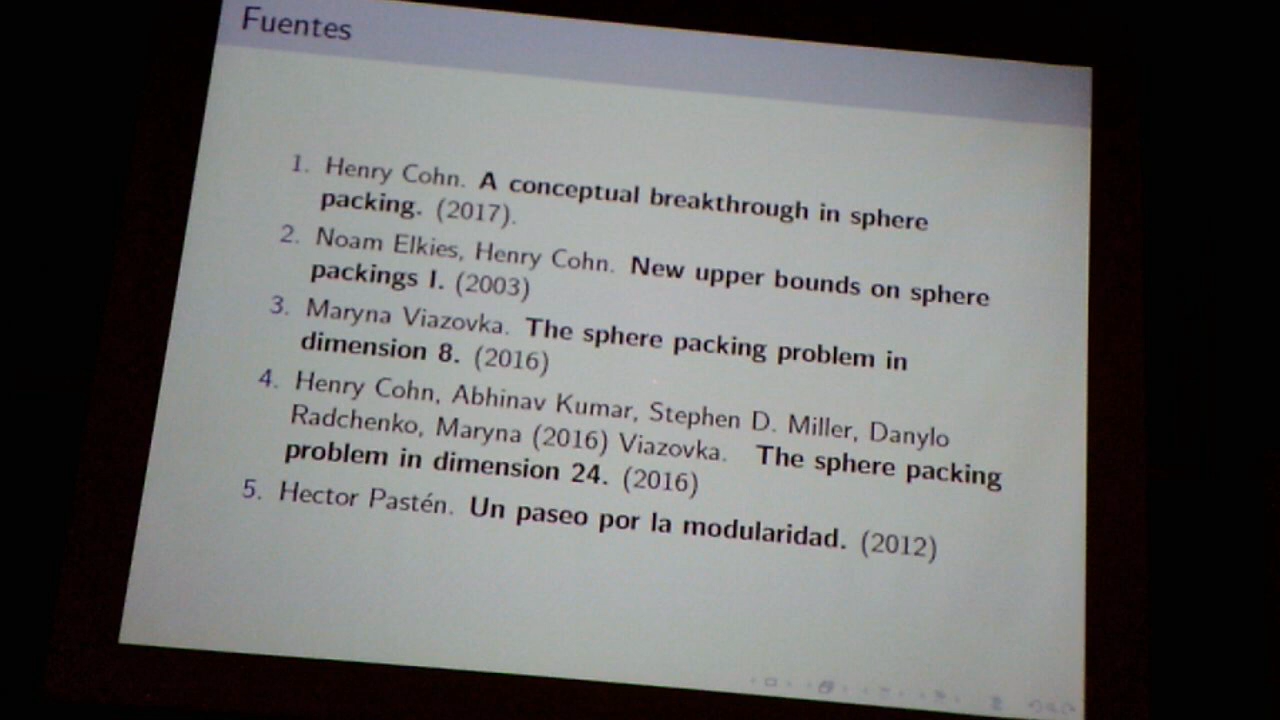 Fuentes
1. Henry Cohn. A conceptual breakthrough in sphere
packing. (2017).
2. Noam Elkies, Henry Cohn. New upper bounds on sphere
packings I. (2003)
3. Maryna Viazovka. The sphere packing problem in
dimension 8. (2016)
4. Henry Cohn, Abhinav Kumar, Stephen D. Miller, Danylo
Radchenko, Maryna (2016) Viazovka. The sphere packing
problem in dimension 24. (2016)
5. Hector Pastén. Un paseo por la modularidad. (2012)